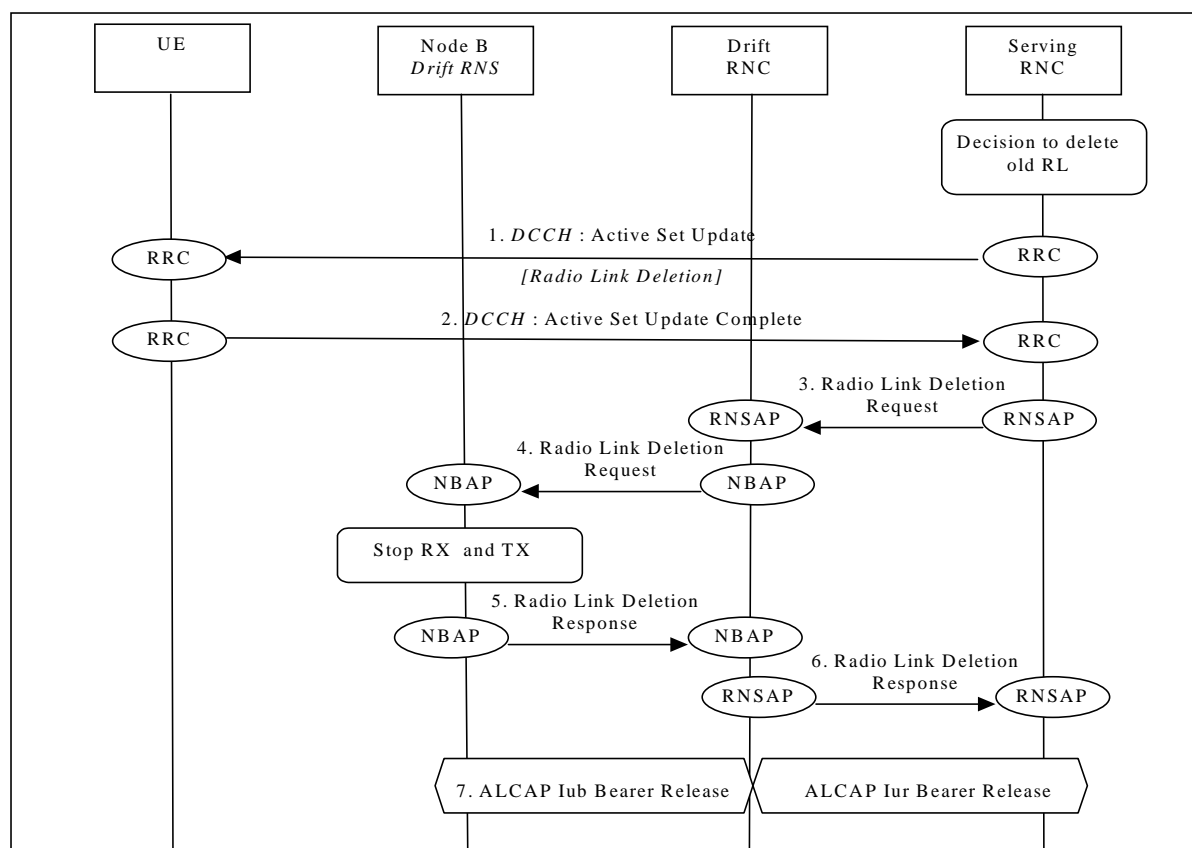 UE
Node B
Drift RNS
Drift
RNC
Serving
RNC
Decision to delete
old RL
1. DCCH : Active Set Update
RRC
RRC
[Radio Link Deletion]
2. DCCH : Active Set Update Complete
RRC
RRC
3. Radio Link Deletion
Request
RNSAP
RNSAP
4. Radio Link Deletion
Request
NBAP
NBAP
Stop RX and TX
5. Radio Link Deletion
Response
NBAP
NBAP
6. Radio Link Deletion
Response
RNSAP
RNSAP
7. ALCAP Iub Bearer Release
ALCAP Iur Bearer Release